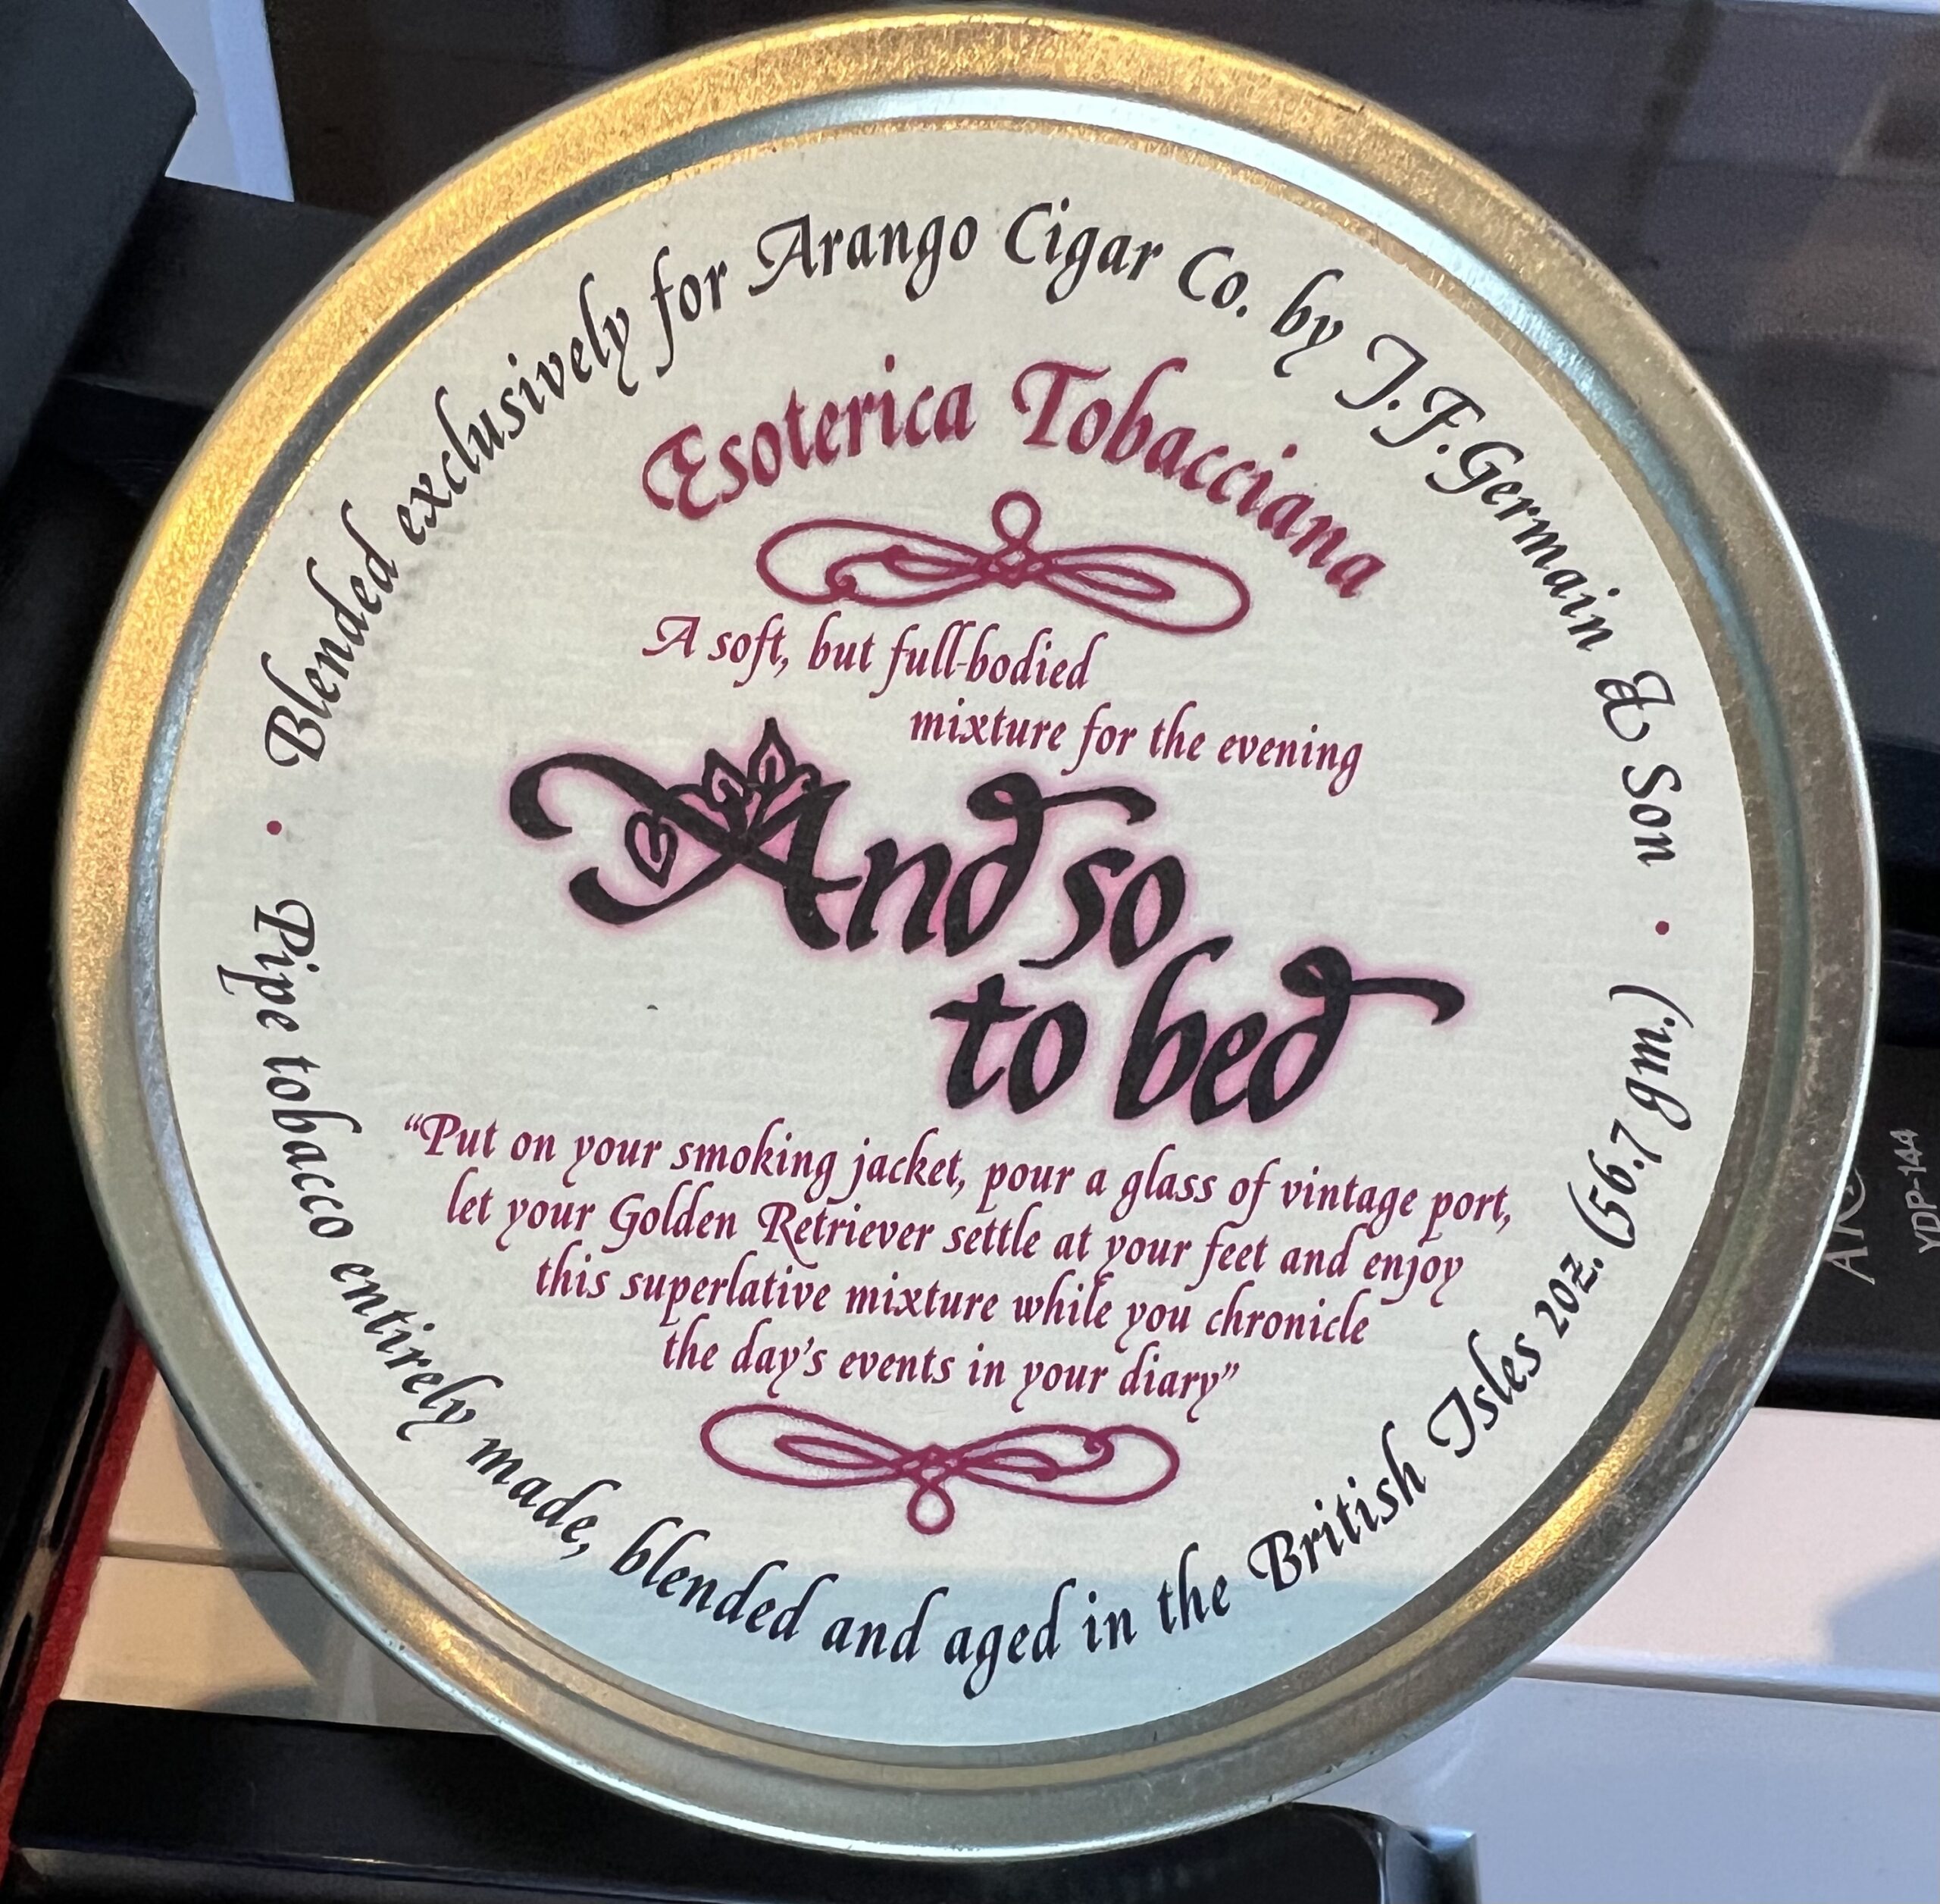 Blended exclusively for Arango Cigar Co. by J.F. Germain & Son
Esoterica Tobacciana
A soft, but full-bodied
mixture for the evening
And so
to bed
“Put on your smoking jacket, pour a glass of vintage port,
let your Golden Retriever settle at your feet and enjoy
this superlative mixture while you chronicle
the day’s events in your diary”
Pipe tobacco entirely made, blended and aged in the British Isles 2oz. (56.7 gm.)
YDP-144